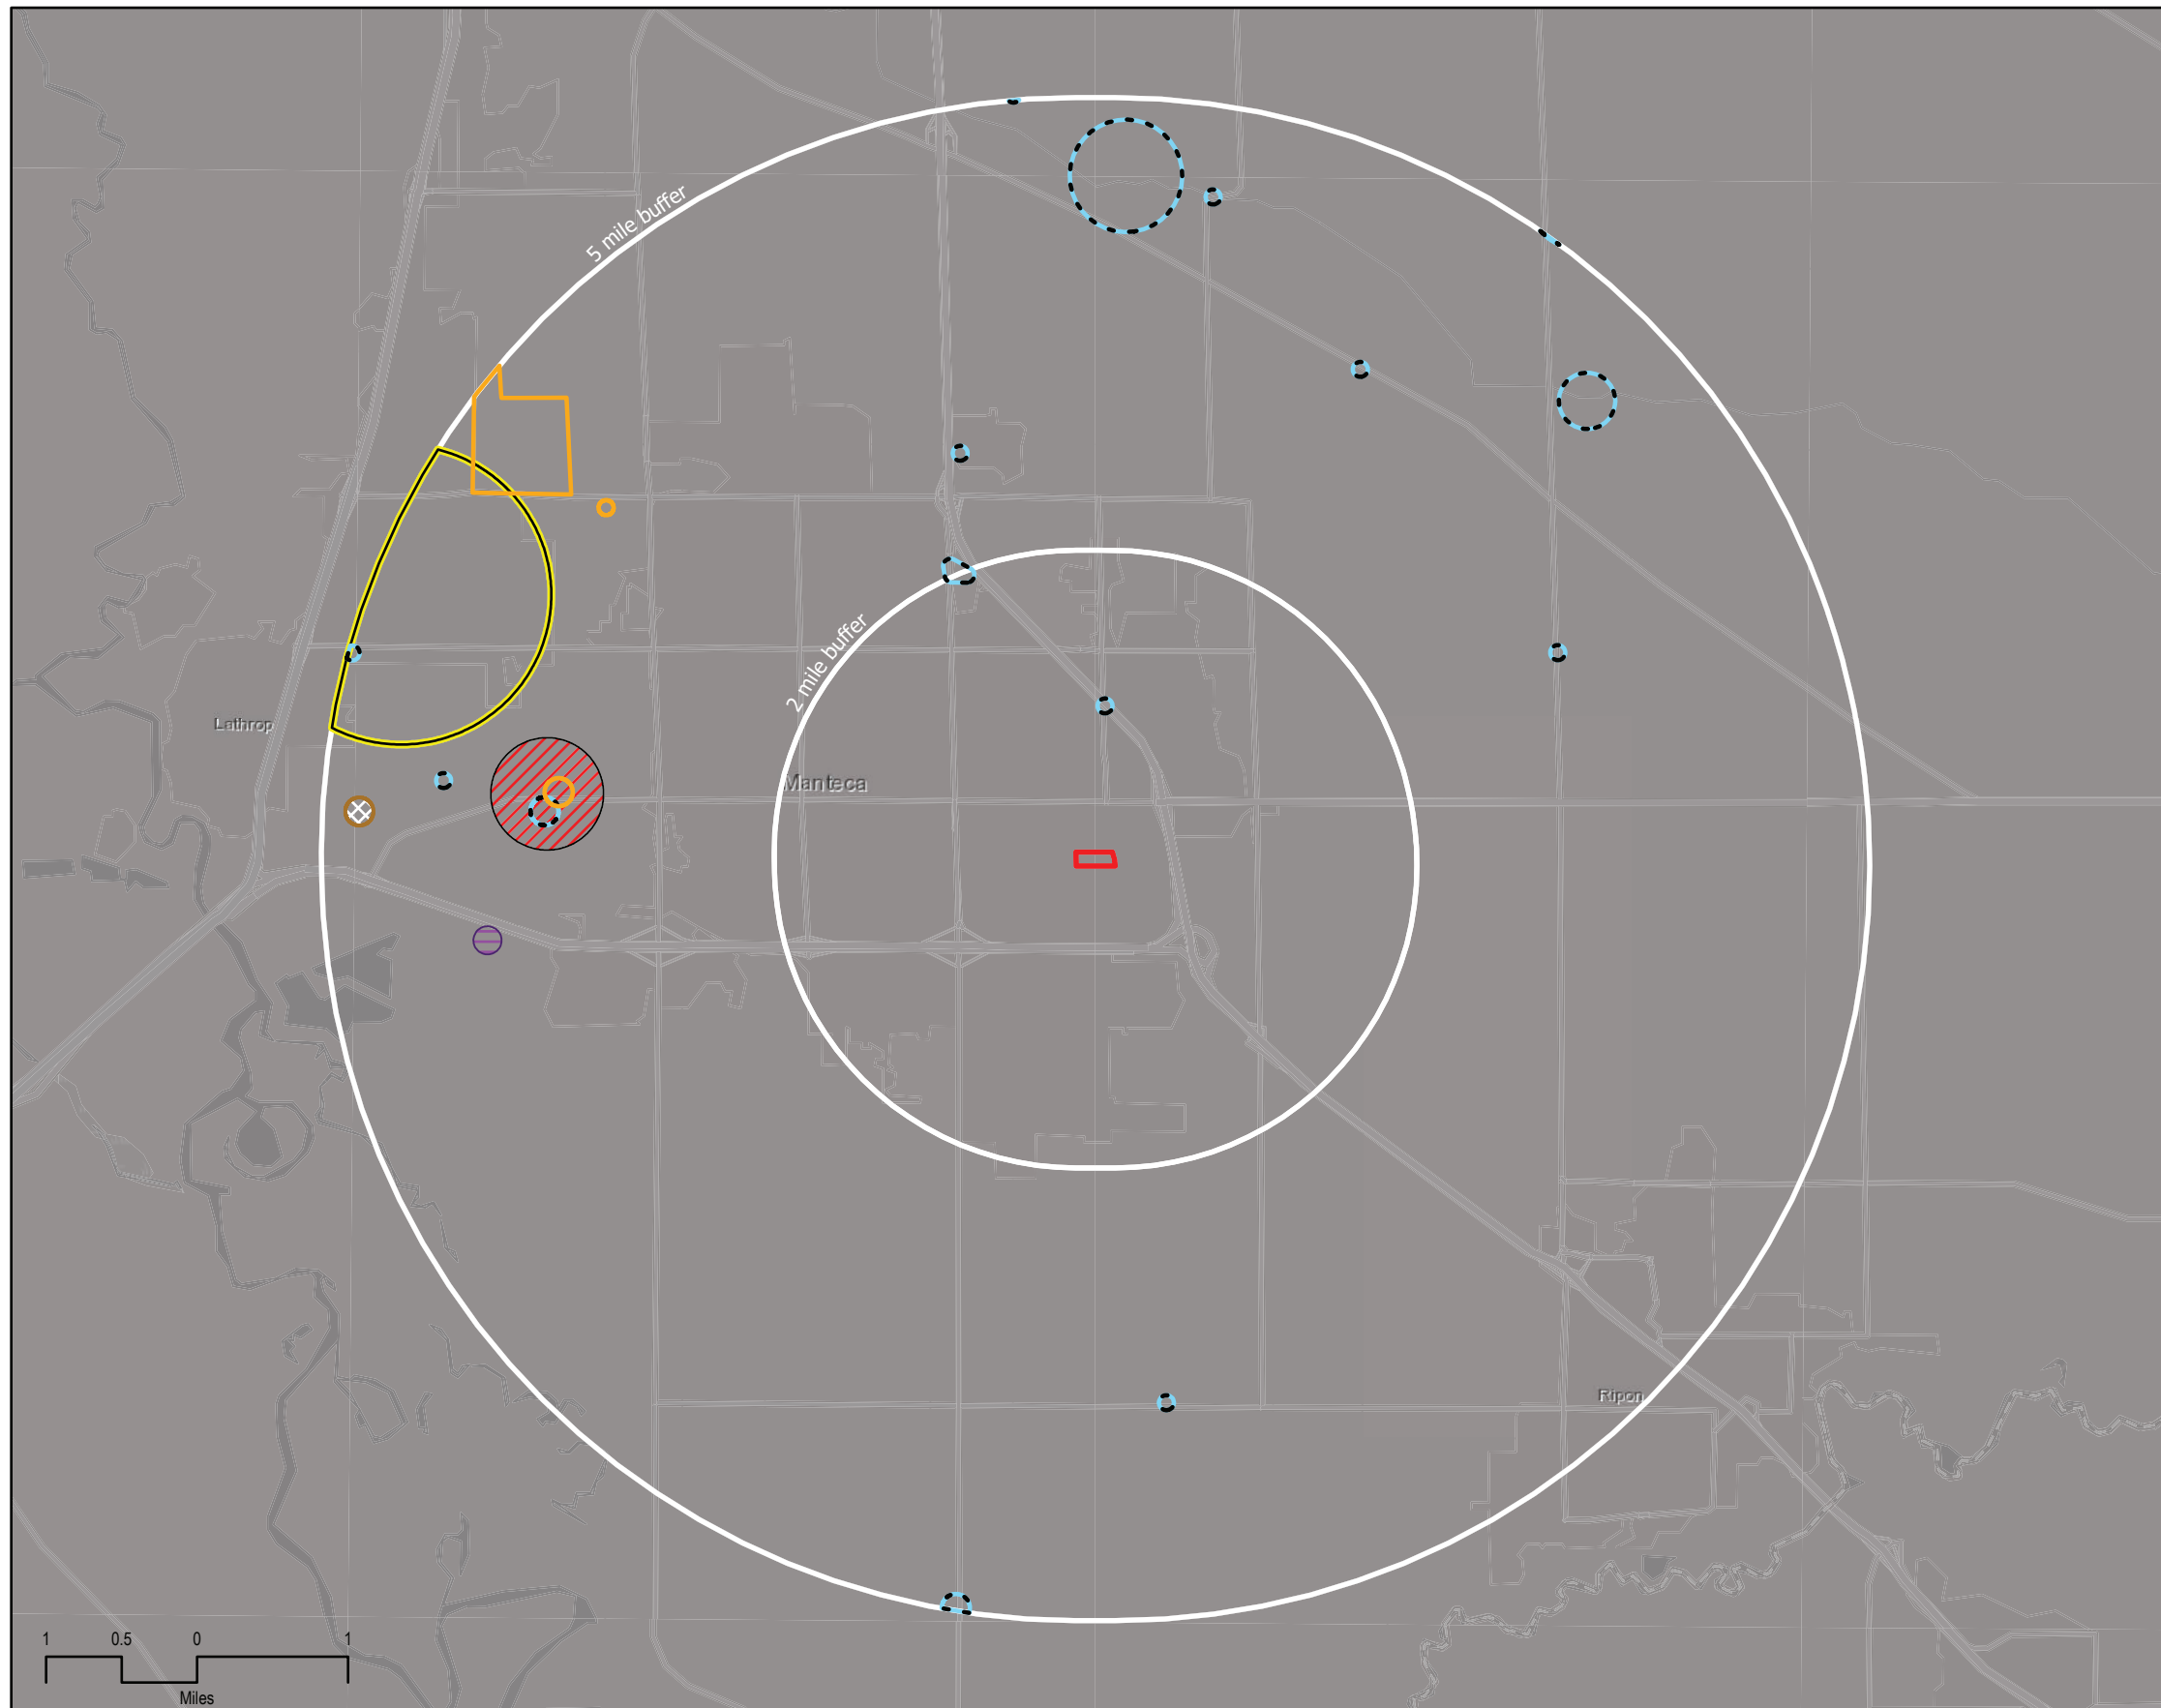 5 mile buffer
2 mile buffer
Lathrop
Manteca
Ripon
1 0.5 0 1
Miles